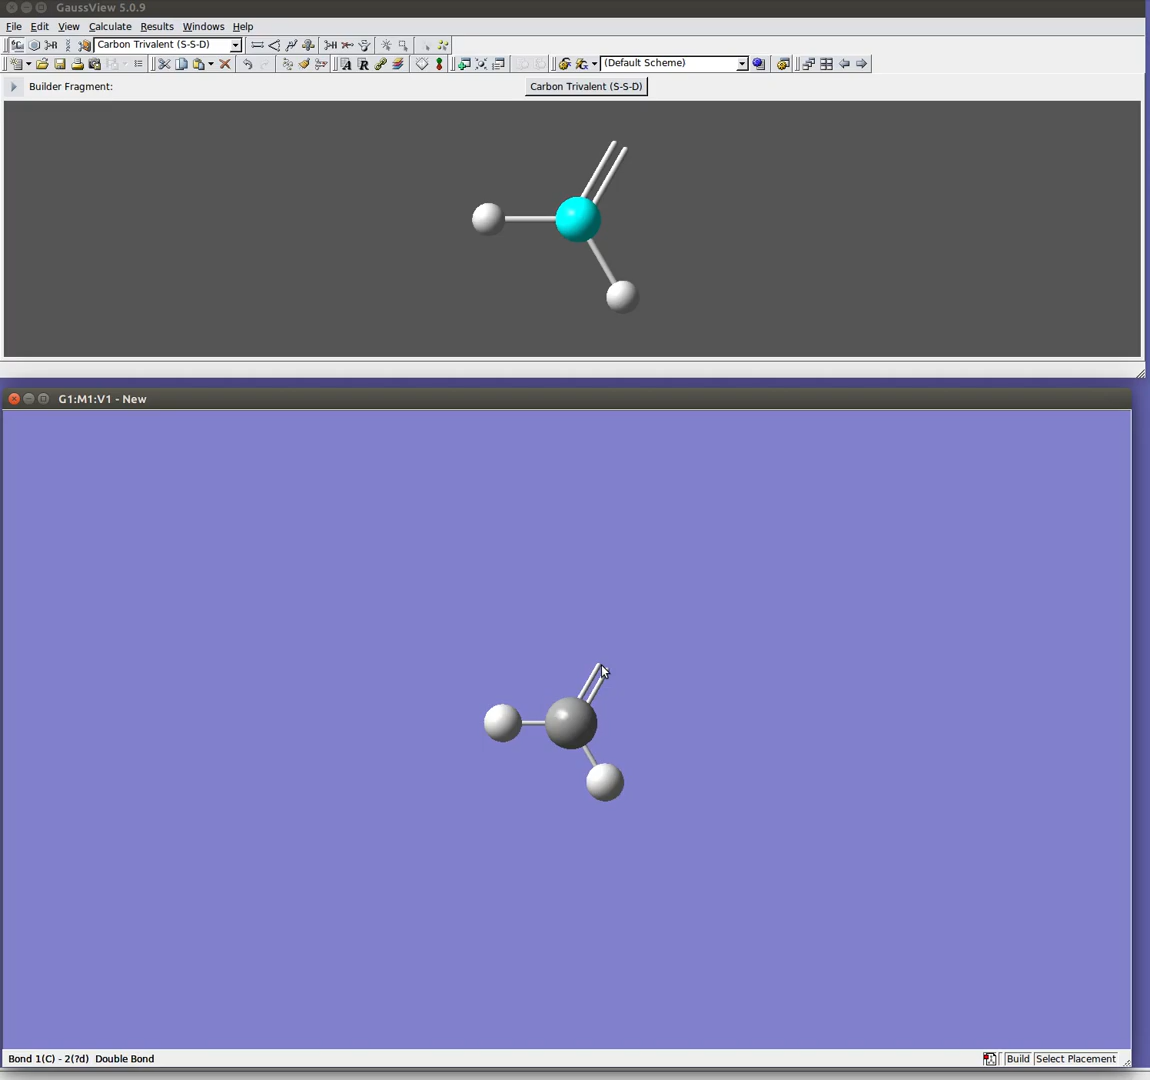 GaussView 5.0.9
File Edit View Calculate Results Windows Help
Carbon Trivalent (S-S-D)
(Default Scheme)
Builder Fragment: Carbon Trivalent (S-S-D)
G1:M1:V1 - New
Bond 1(C) - 2(?d) Double Bond Build Select Placement